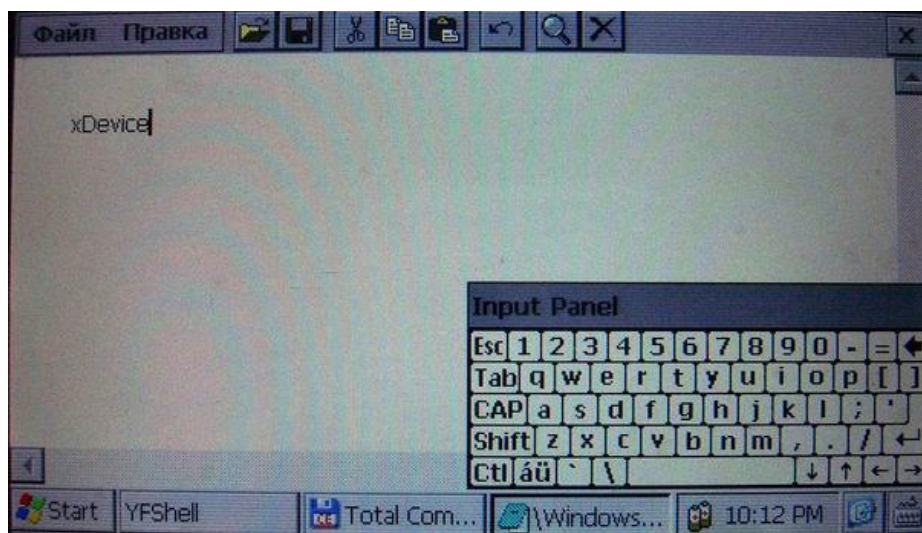 Файл Правка
xDevice
Input Panel
Esc 1 2 3 4 5 6 7 8 9 0 - =
Tab q w e r t y u i o p [ ]
CAP a s d f g h j k l ; '
Shift z x c v b n m , . /
Ctl áü ` \
Start YFShell CE Total Com... \Windows... 10:12 PM